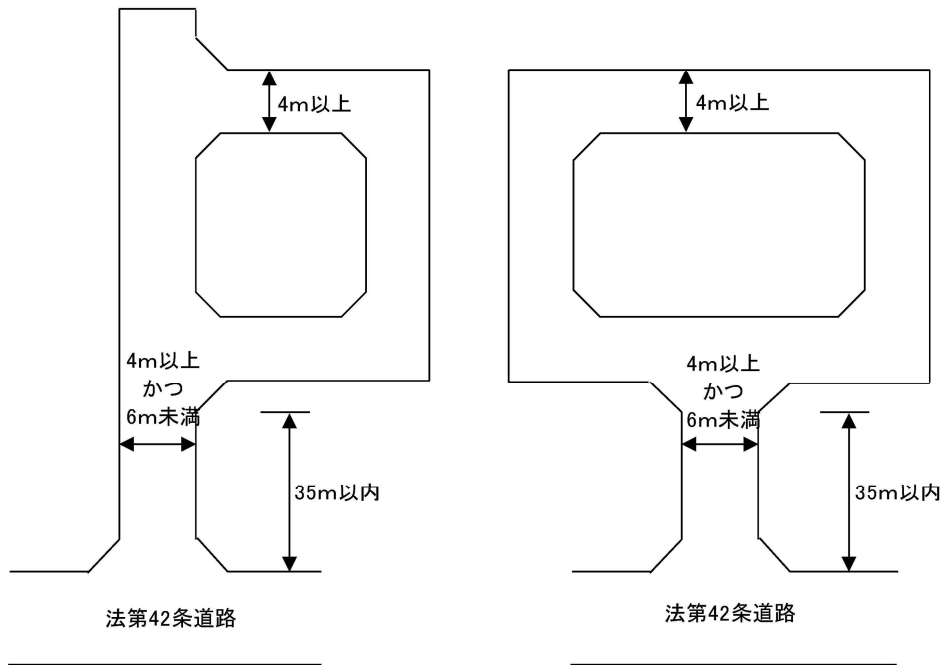 4m以上
4m以上
かつ
6m未満
35m以内
法第42条道路
4m以上
4m以上
かつ
6m未満
35m以内
法第42条道路